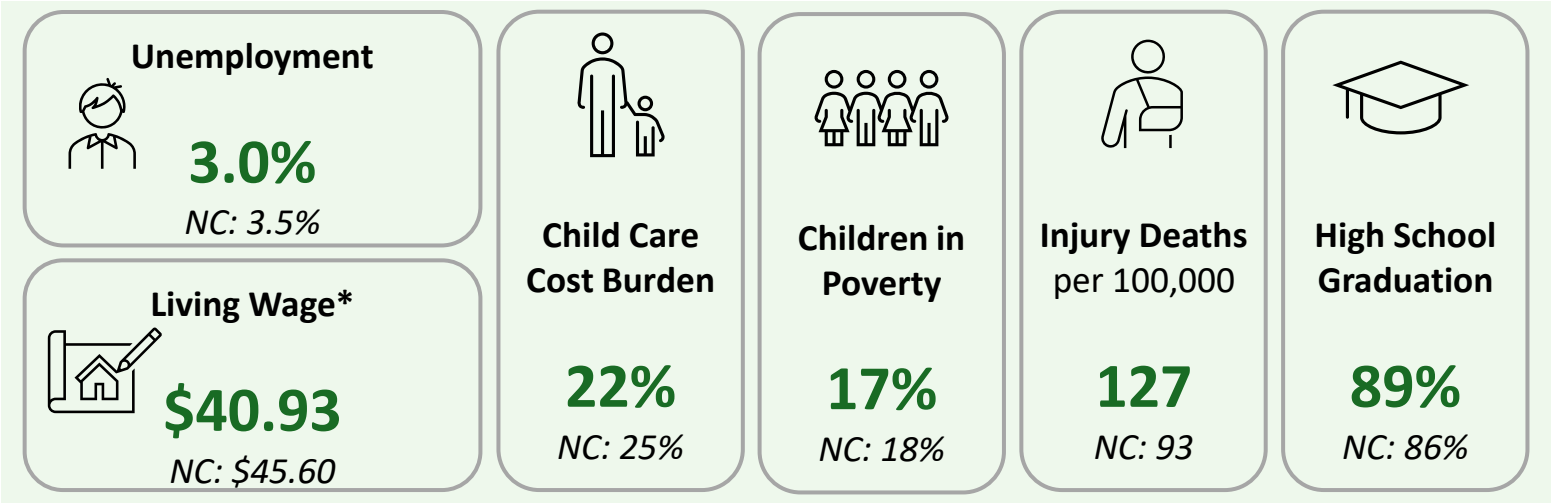 Unemployment
3.0%
NC: 3.5%
Living Wage*
$40.93
NC: $45.60
Child Care
Cost Burden
22%
NC: 25%
Children in
Poverty
17%
NC: 18%
Injury Deaths
per 100,000
127
NC: 93
High School
Graduation
89%
NC: 86%